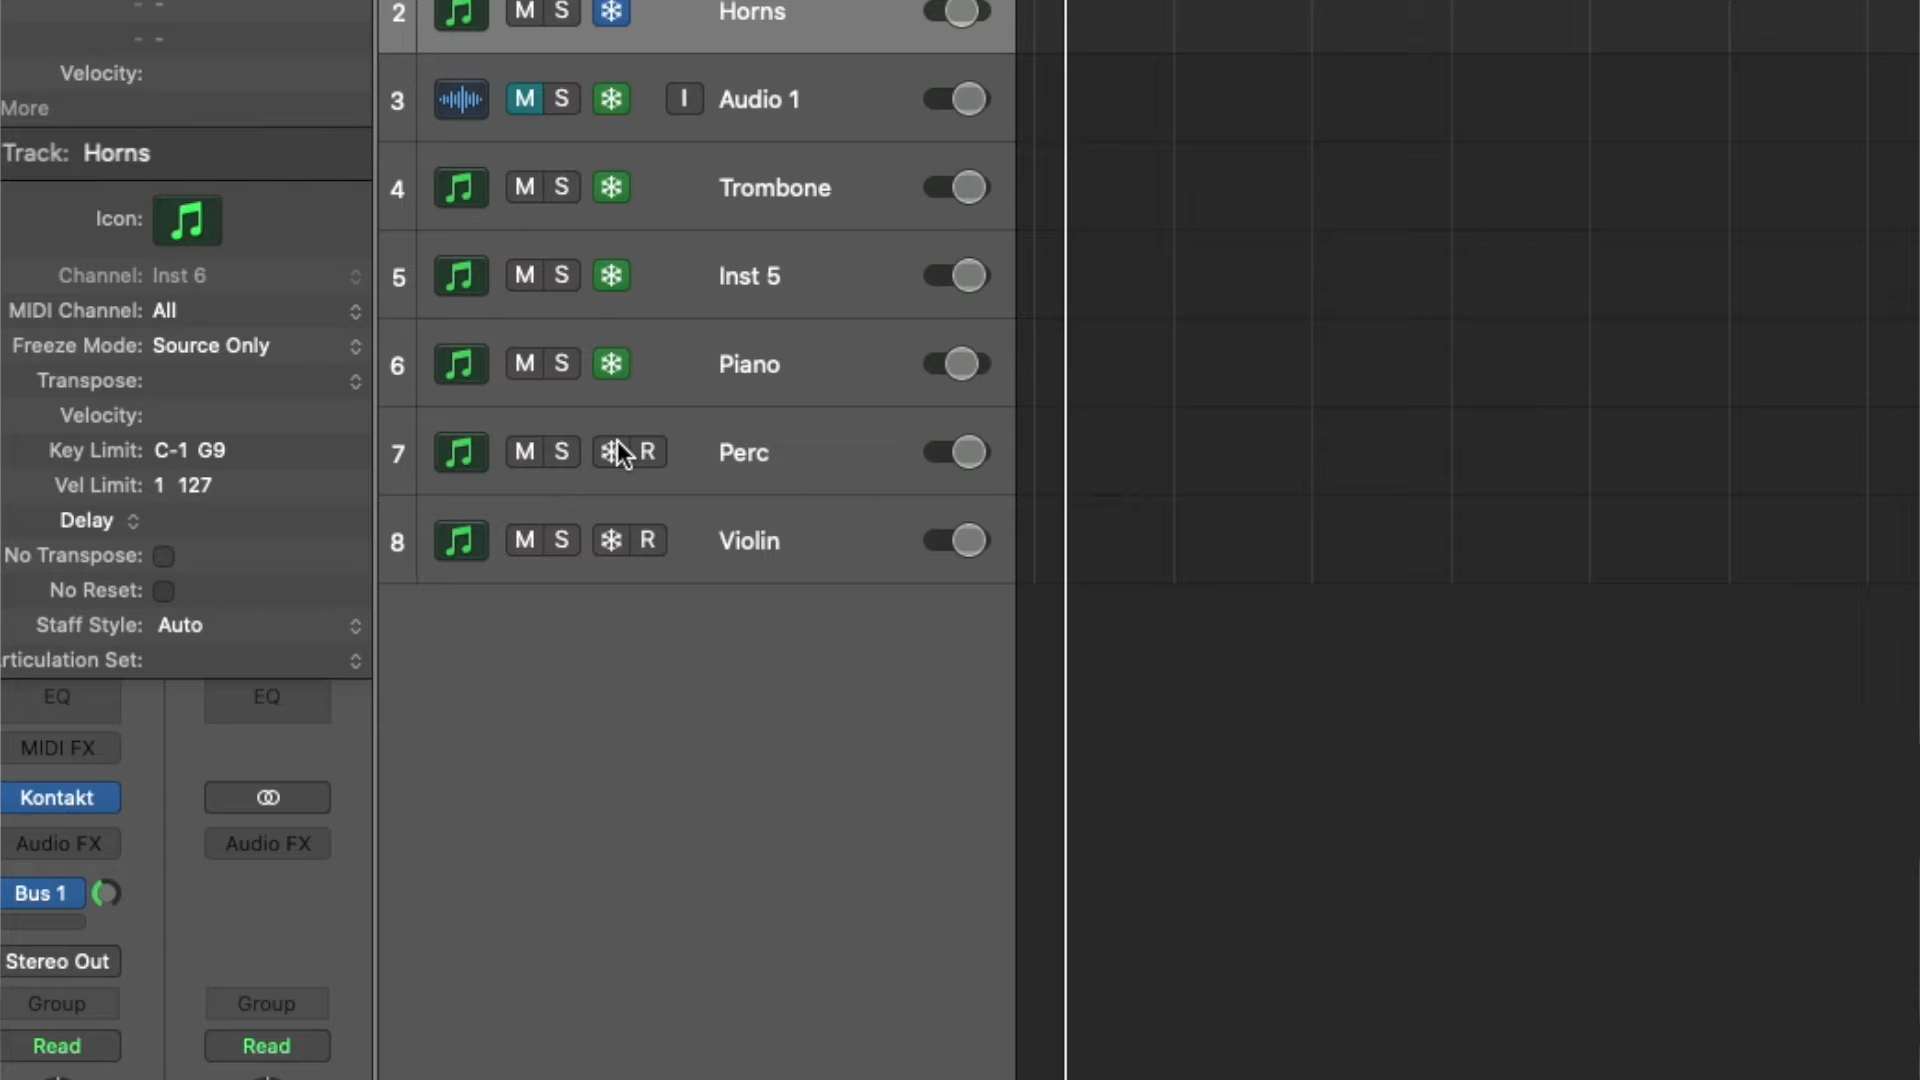 Velocity:
More
Track: Horns
Icon:
Channel: Inst 6
MIDI Channel: All
Freeze Mode: Source Only
Transpose:
Velocity:
Key Limit: C-1 G9
Vel Limit: 1 127
Delay
No Transpose:
No Reset:
Staff Style: Auto
rticulation Set:
EQ EQ
MIDI FX
Kontakt
Audio FX Audio FX
Bus 1
Stereo Out
Group Group
Read Read
2 M S Horns
3 M S I Audio 1
4 M S Trombone
5 M S Inst 5
6 M S Piano
7 M S R Perc
8 M S R Violin